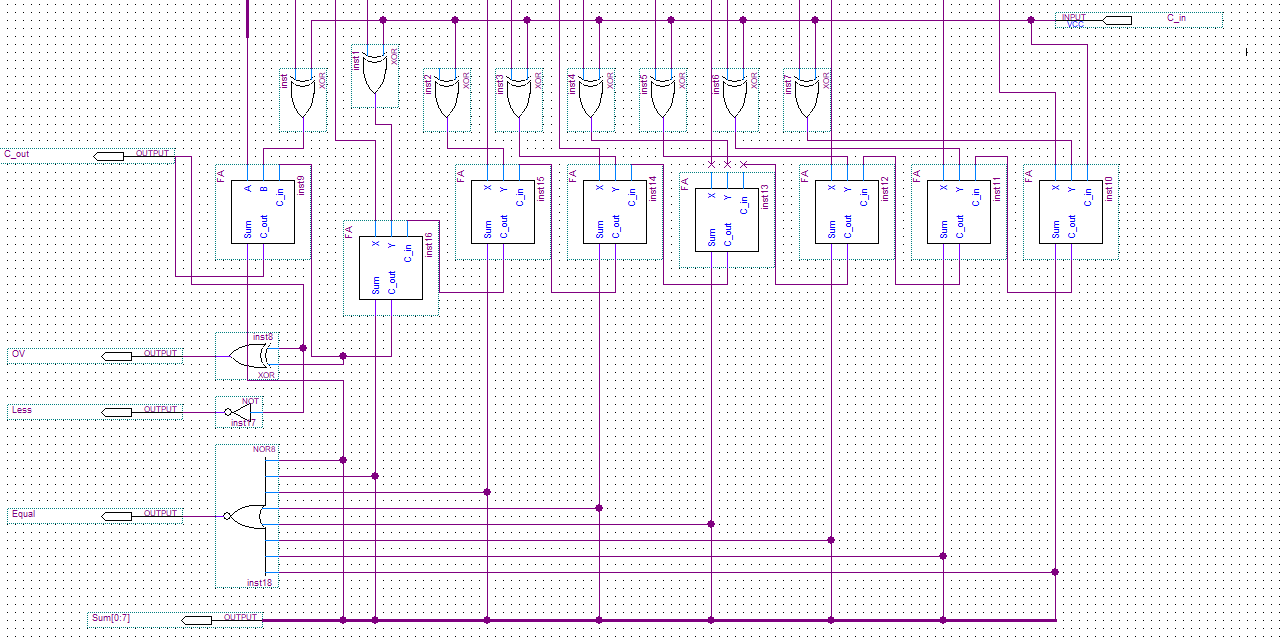 INPUT
VCC
C_in
inst
XOR
inst1
XOR
inst2
XOR
inst3
XOR
inst4
XOR
inst5
XOR
inst6
XOR
inst7
XOR
C_out
OUTPUT
FA
A
B
C_in
Sum
C_out
inst9
FA
X
Y
C_in
Sum
C_out
inst16
FA
X
Y
C_in
Sum
C_out
inst15
FA
X
Y
C_in
Sum
C_out
inst14
FA
X
Y
C_in
Sum
C_out
inst13
FA
X
Y
C_in
Sum
C_out
inst12
FA
X
Y
C_in
Sum
C_out
inst11
FA
X
Y
C_in
Sum
C_out
inst10
OV
OUTPUT
inst8
XOR
Less
OUTPUT
NOT
inst17
NOR8
Equal
OUTPUT
inst18
Sum[0:7]
OUTPUT